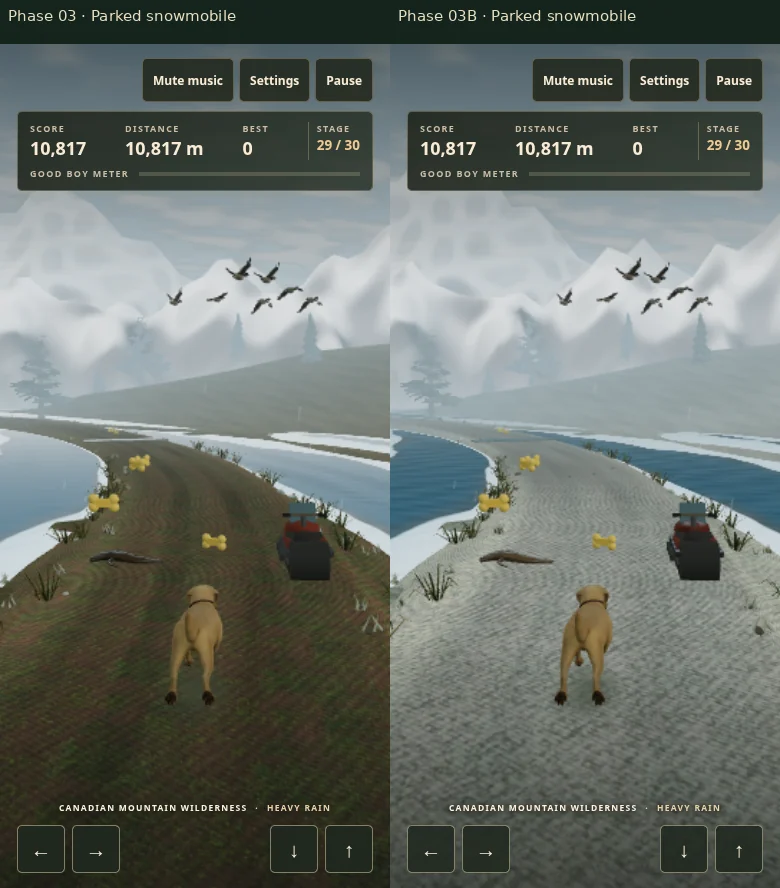 Phase 03 · Parked snowmobile
Mute music
Settings
Pause
SCORE
DISTANCE
BEST
STAGE
10,817
10,817 m
0
29 / 30
GOOD BOY METER
CANADIAN MOUNTAIN WILDERNESS · HEAVY RAIN
←
→
↓
↑
Phase 03B · Parked snowmobile
Mute music
Settings
Pause
SCORE
DISTANCE
BEST
STAGE
10,817
10,817 m
0
29 / 30
GOOD BOY METER
CANADIAN MOUNTAIN WILDERNESS · HEAVY RAIN
←
→
↓
↑